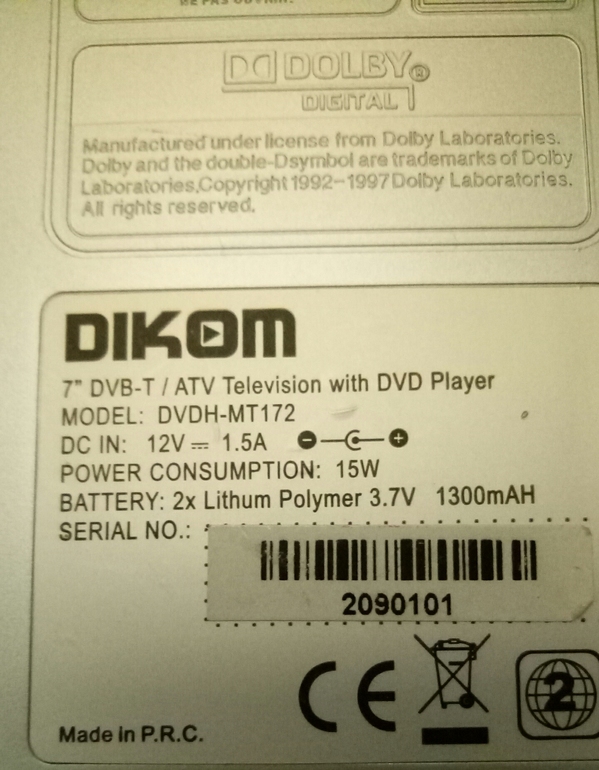 DOLBY
DIGITAL
Manufactured under license from Dolby Laboratories.
Dolby and the double-Dsymbol are trademarks of Dolby
Laboratories,Copyright 1992-1997 Dolby Laboratories.
All rights reserved.
DIKOM
7" DVB-T / ATV Television with DVD Player
MODEL: DVDH-MT172
DC IN: 12V 1.5A
POWER CONSUMPTION: 15W
BATTERY: 2x Lithum Polymer 3.7V 1300mAH
SERIAL NO.:
2090101
CE
2
Made in P.R.C.